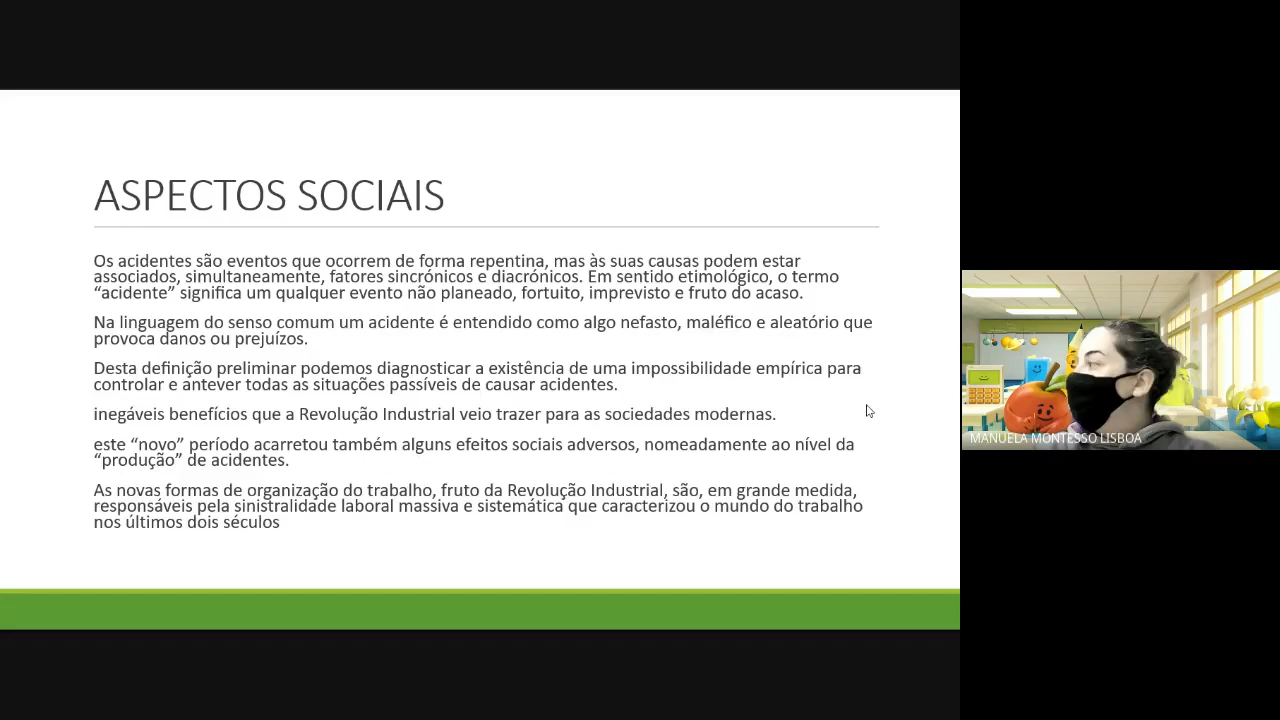 ASPECTOS SOCIAIS
Os acidentes são eventos que ocorrem de forma repentina, mas às suas causas podem estar
associados, simultaneamente, fatores sincrónicos e diacrónicos. Em sentido etimológico, o termo
“acidente” significa um qualquer evento não planeado, fortuito, imprevisto e fruto do acaso.
Na linguagem do senso comum um acidente é entendido como algo nefasto, maléfico e aleatório que
provoca danos ou prejuízos.
Desta definição preliminar podemos diagnosticar a existência de uma impossibilidade empírica para
controlar e antever todas as situações passíveis de causar acidentes.
inegáveis benefícios que a Revolução Industrial veio trazer para as sociedades modernas.
este “novo” período acarretou também alguns efeitos sociais adversos, nomeadamente ao nível da
“produção” de acidentes.
As novas formas de organização do trabalho, fruto da Revolução Industrial, são, em grande medida,
responsáveis pela sinistralidade laboral massiva e sistemática que caracterizou o mundo do trabalho
nos últimos dois séculos
MANUELA MONTESSO LISBOA